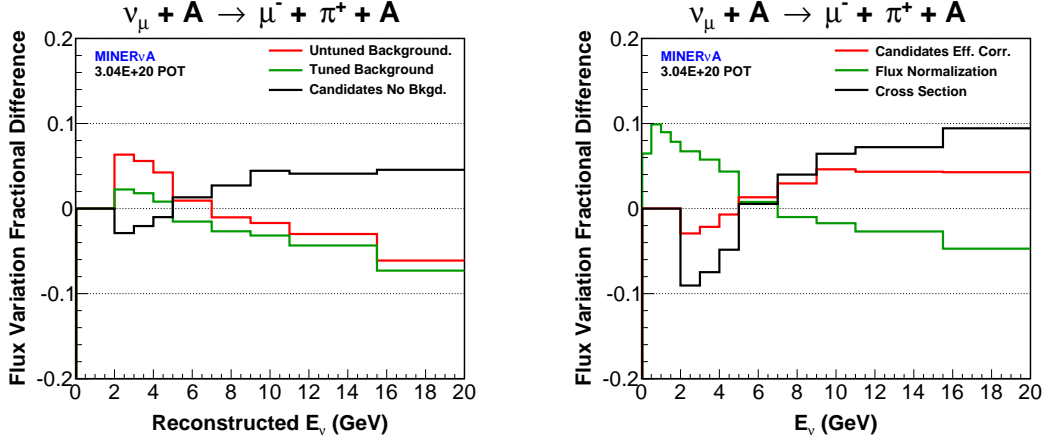 ν_μ + A → μ⁻ + π⁺ + A
Flux Variation Fractional Difference
0.2
0.1
0
-0.1
-0.2
MINERνA
3.04E+20 POT
Untuned Background.
Tuned Background
Candidates No Bkgd.
0 2 4 6 8 10 12 14 16 18 20
Reconstructed E_ν (GeV)
ν_μ + A → μ⁻ + π⁺ + A
Flux Variation Fractional Difference
0.2
0.1
0
-0.1
-0.2
MINERνA
3.04E+20 POT
Candidates Eff. Corr.
Flux Normalization
Cross Section
0 2 4 6 8 10 12 14 16 18 20
E_ν (GeV)